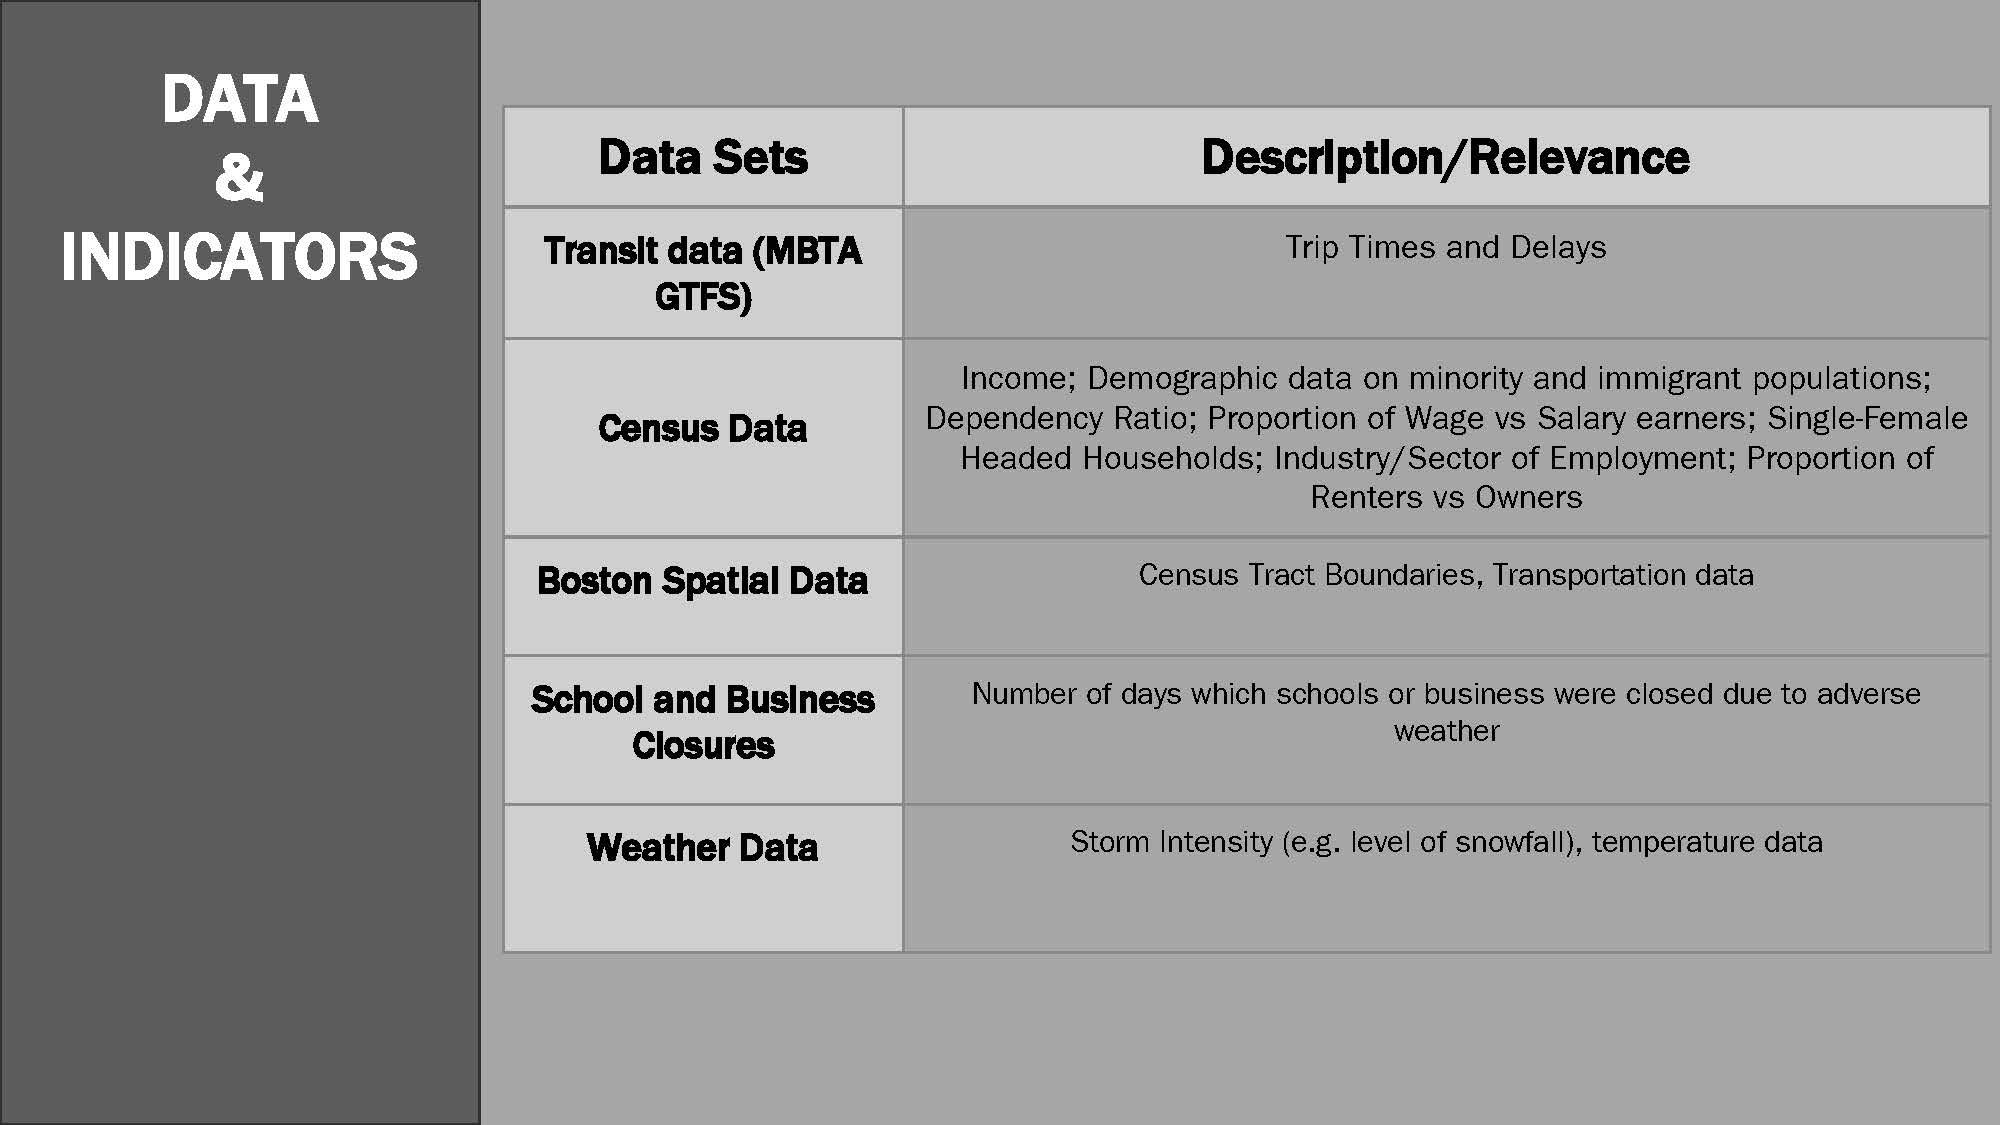 DATA
&
INDICATORS
Data Sets
Description/Relevance
Transit data (MBTA
GTFS)
Trip Times and Delays
Census Data
Income; Demographic data on minority and immigrant populations;
Dependency Ratio; Proportion of Wage vs Salary earners; Single-Female
Headed Households; Industry/Sector of Employment; Proportion of
Renters vs Owners
Boston Spatial Data
Census Tract Boundaries, Transportation data
School and Business
Closures
Number of days which schools or business were closed due to adverse
weather
Weather Data
Storm Intensity (e.g. level of snowfall), temperature data